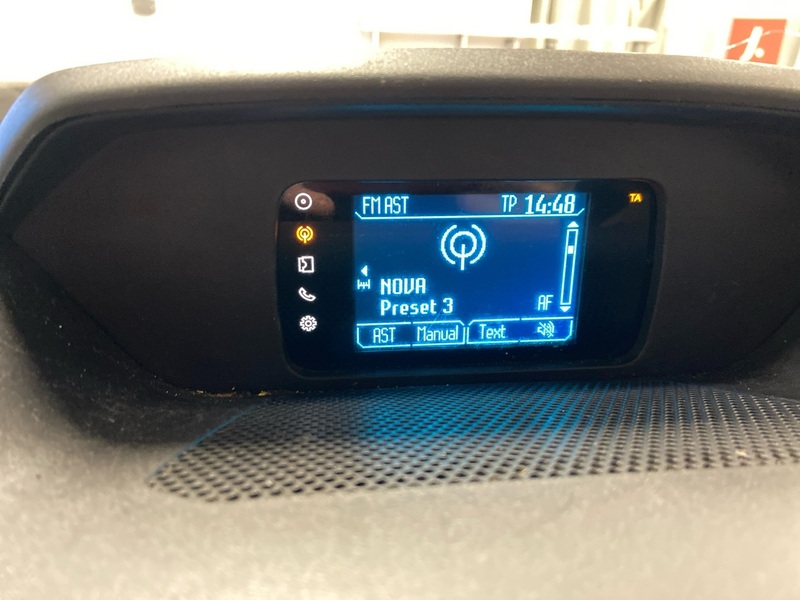 FM AST TP 14:48 TA
NOVA
Preset 3 AF
AST Manual Text